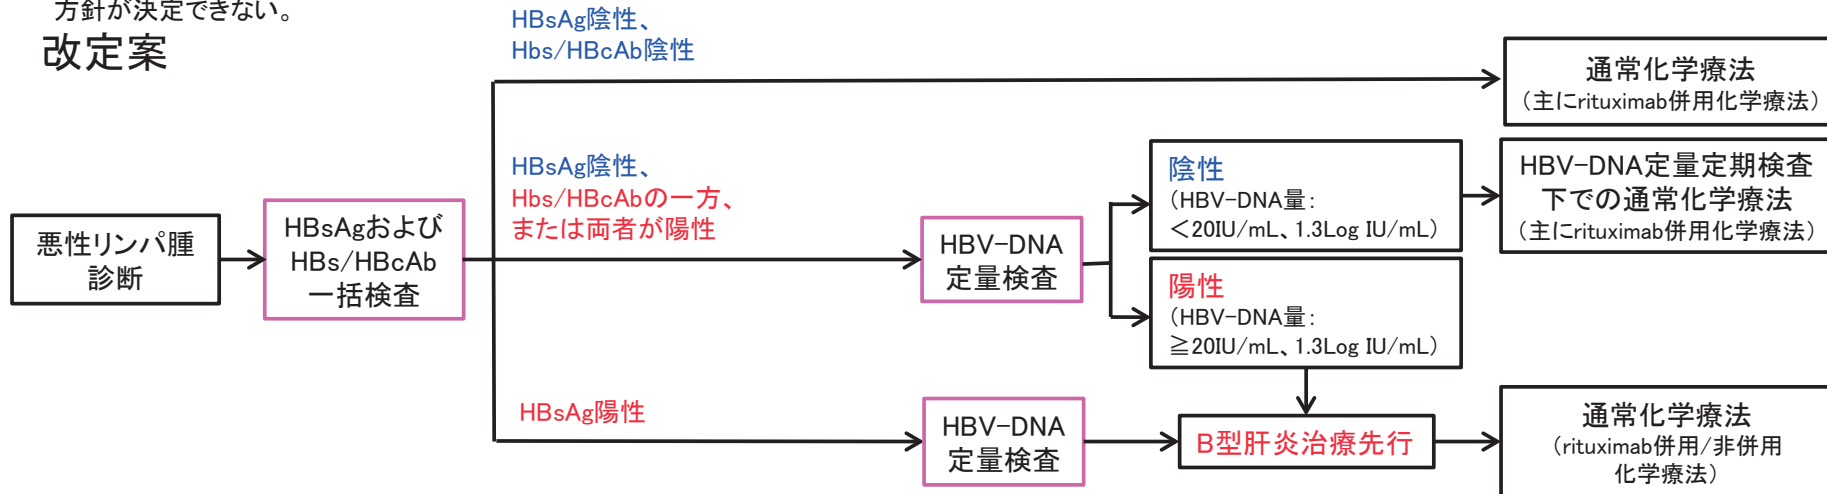 方針が決定できない。
改定案
HBsAg陰性、
Hbs/HBcAb陰性
通常化学療法
（主にrituximab併用化学療法）
HBsAg陰性、
Hbs/HBcAbの一方、
または両者が陽性
陰性
（HBV-DNA量：
＜20IU/mL、1.3Log IU/mL）
HBV-DNA定量定期検査
下での通常化学療法
（主にrituximab併用化学療法）
悪性リンパ腫
診断
HBsAgおよび
HBs/HBcAb
一括検査
HBV-DNA
定量検査
陽性
（HBV-DNA量：
≧20IU/mL、1.3Log IU/mL）
HBsAg陽性
HBV-DNA
定量検査
B型肝炎治療先行
通常化学療法
（rituximab併用/非併用
化学療法）